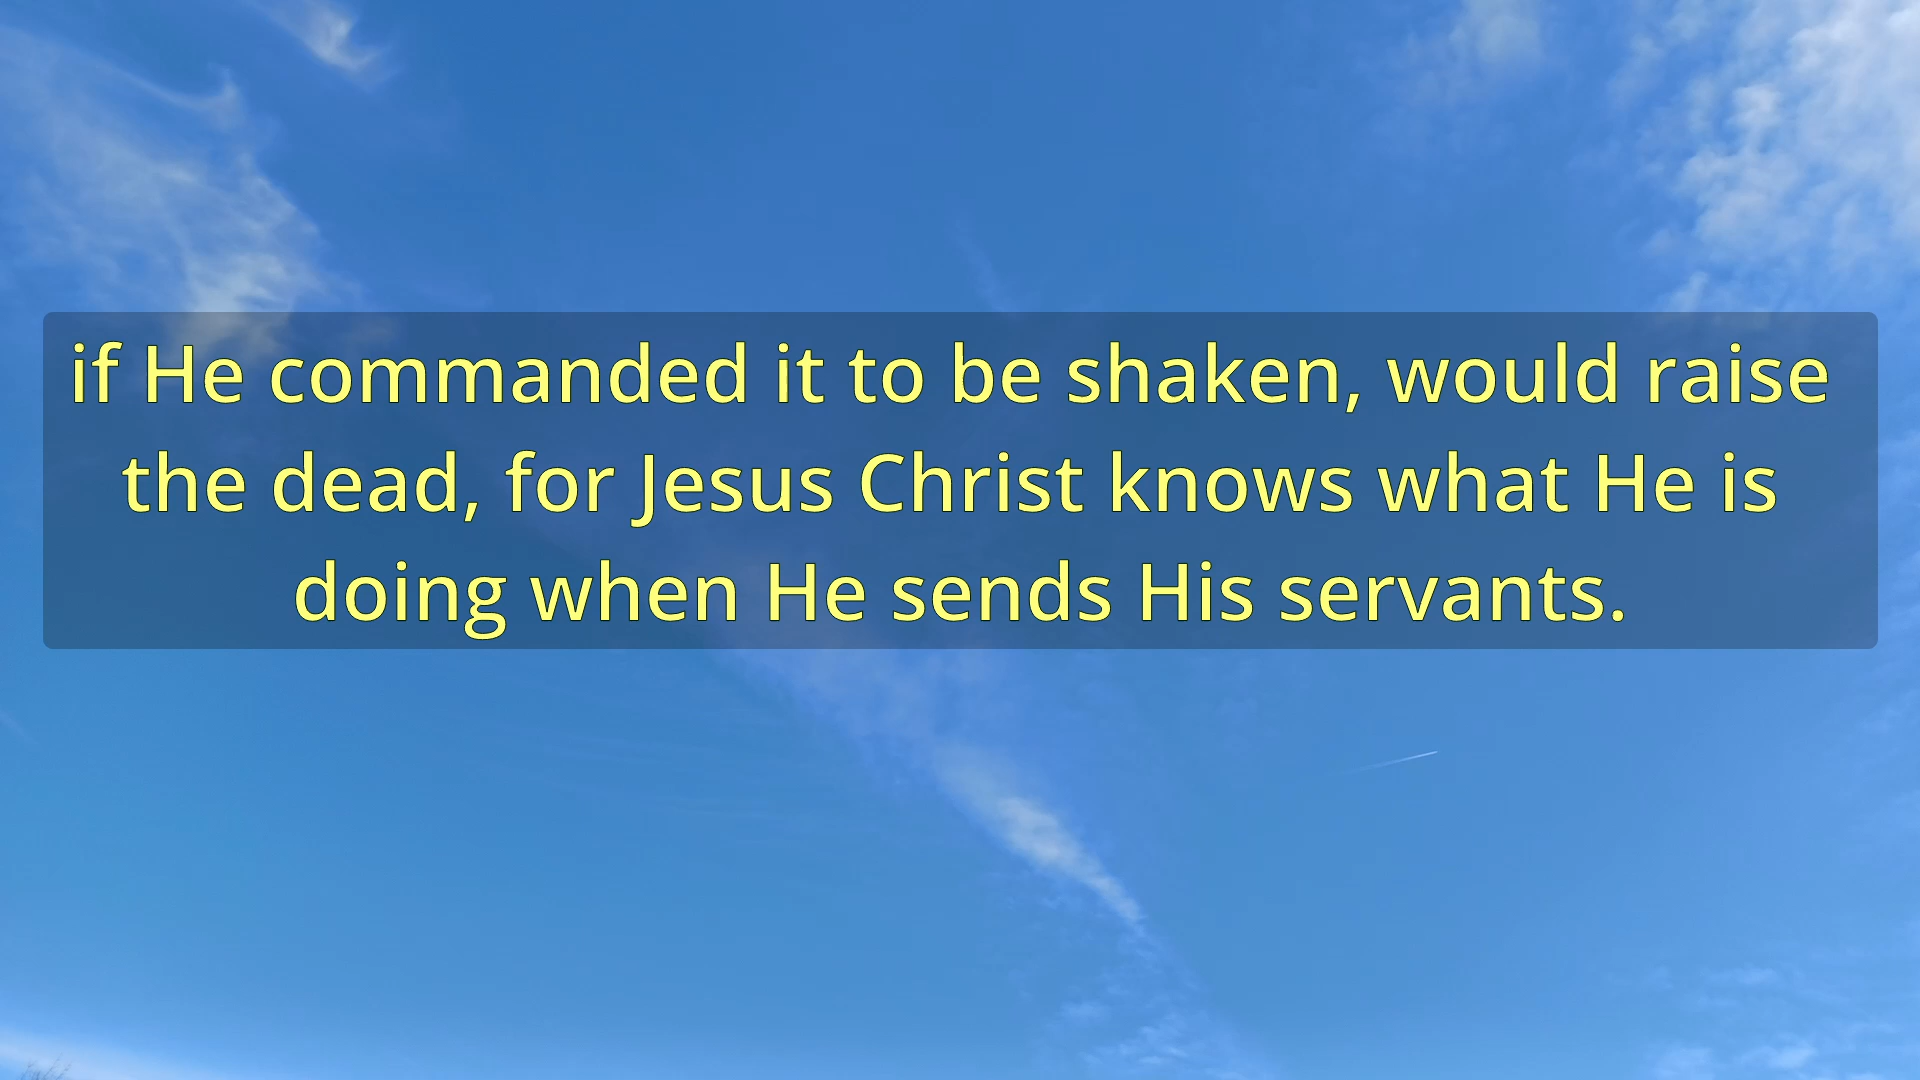 if He commanded it to be shaken, would raise
the dead, for Jesus Christ knows what He is
doing when He sends His servants.